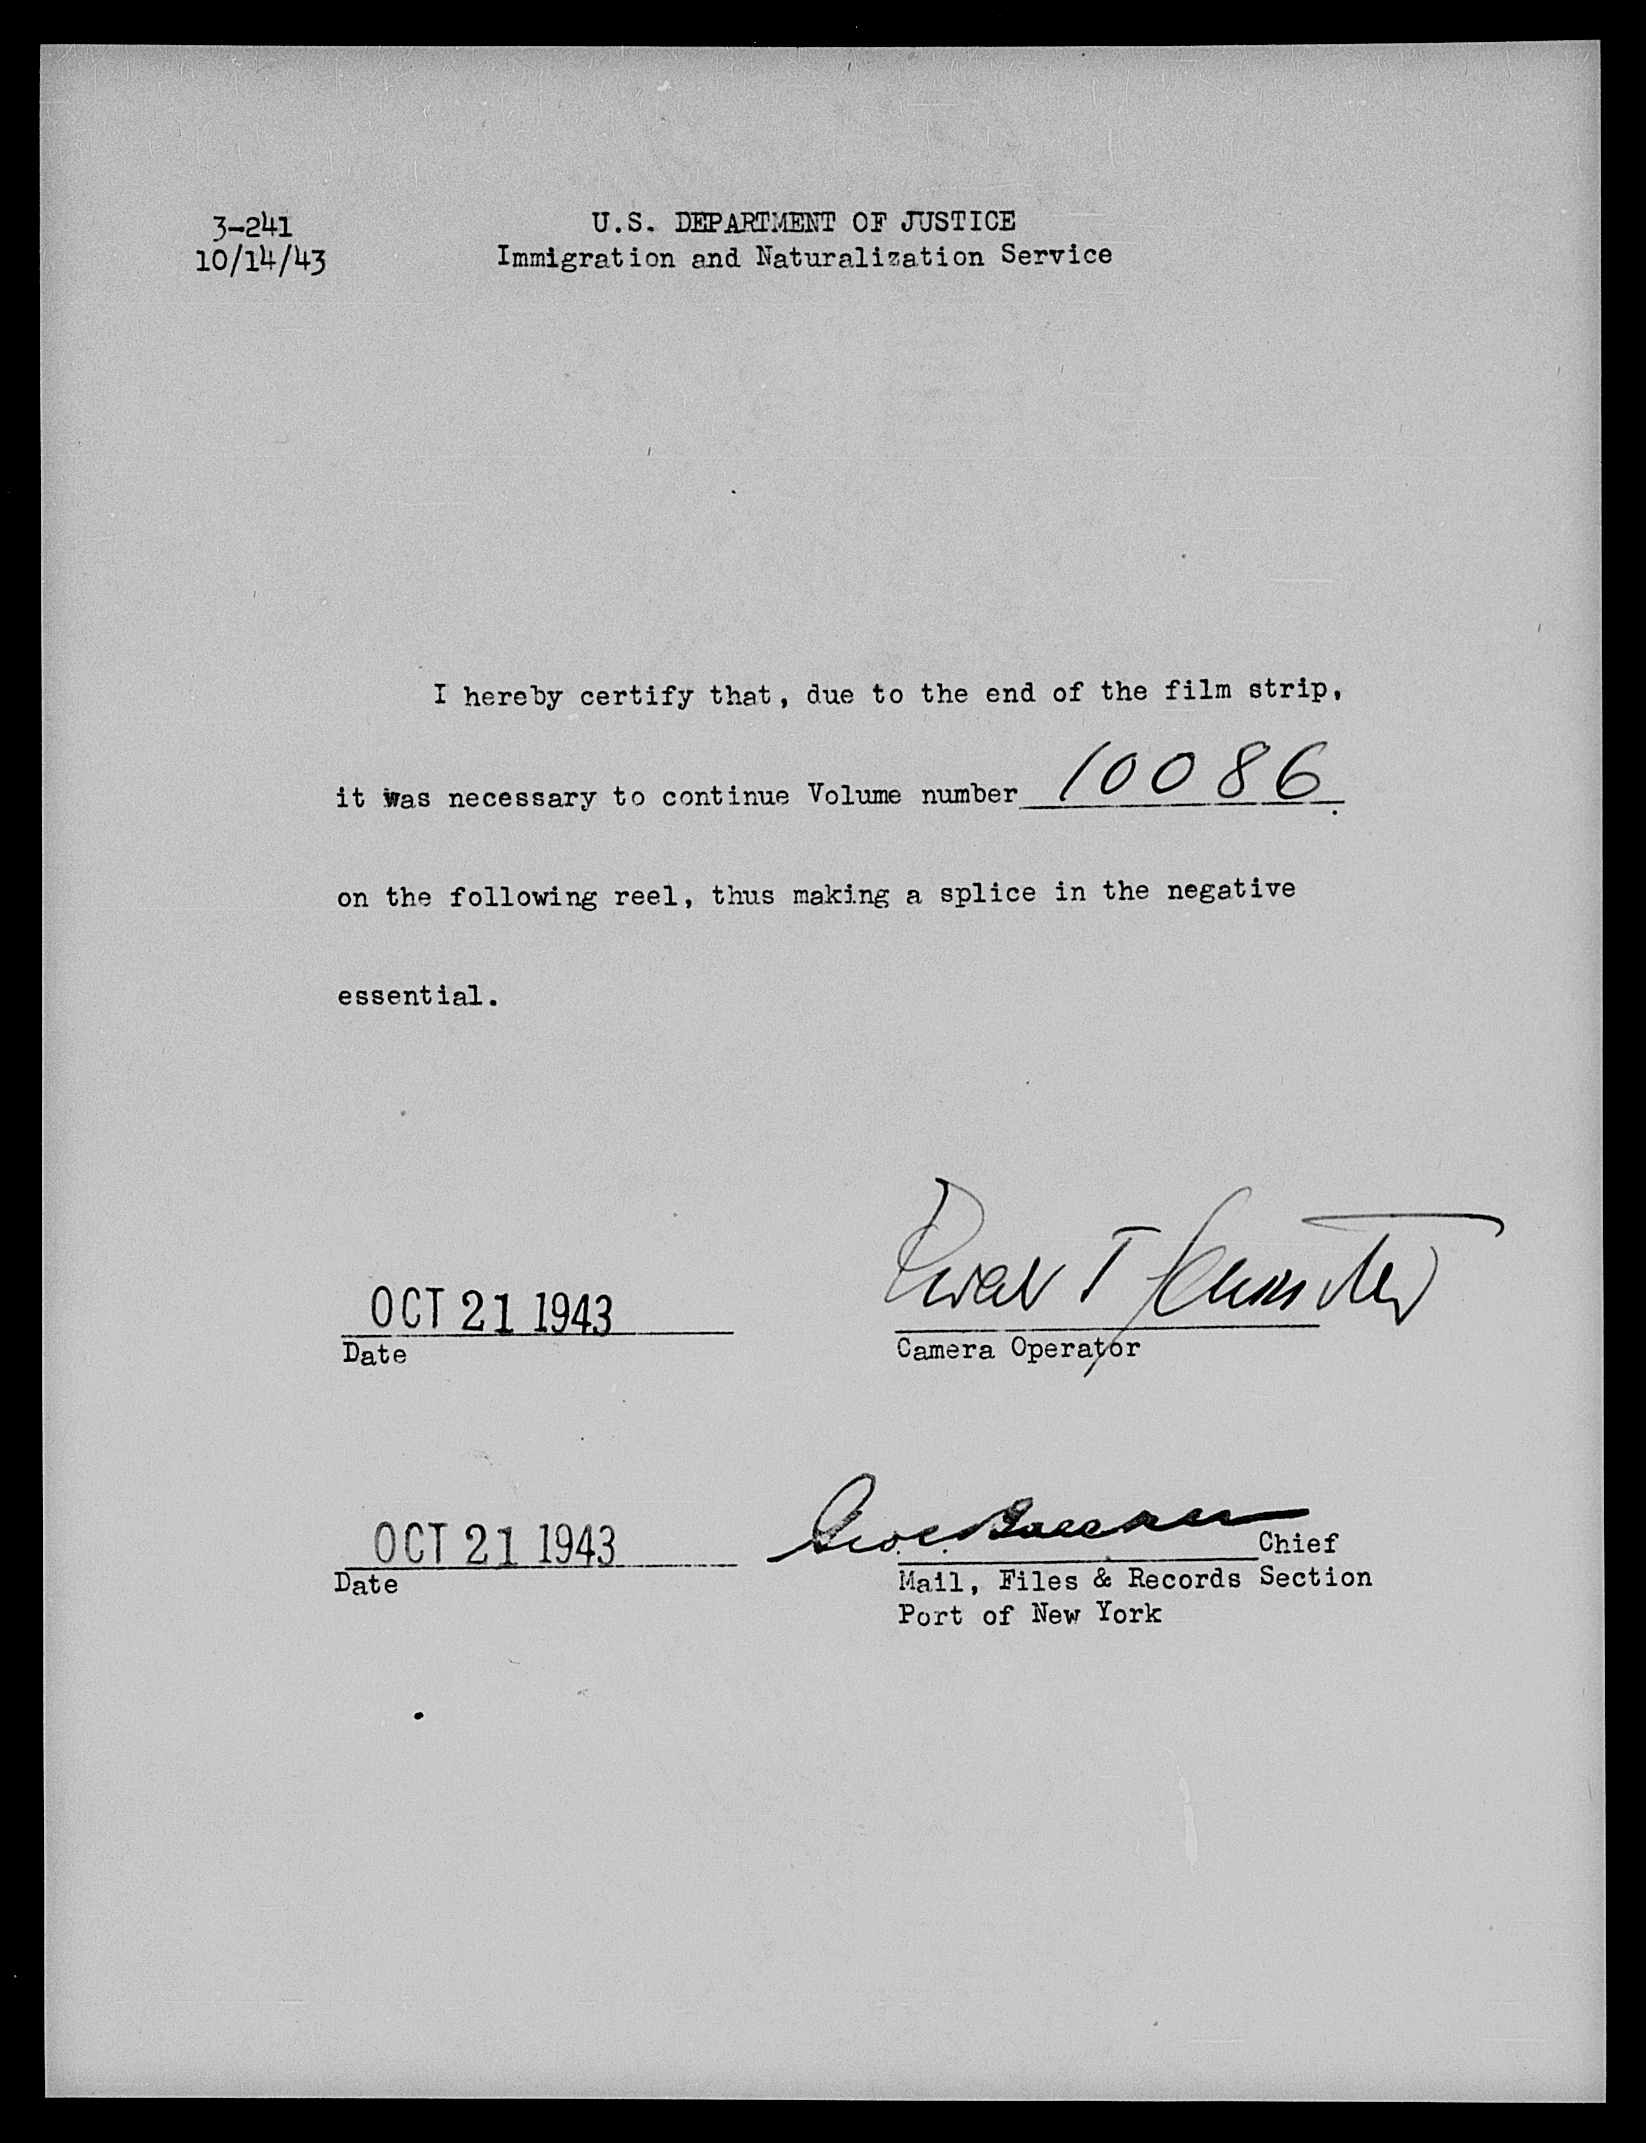 3-241
10/14/43
U.S. DEPARTMENT OF JUSTICE
Immigration and Naturalization Service
I hereby certify that, due to the end of the film strip,
it was necessary to continue Volume number 10086.
on the following reel, thus making a splice in the negative
essential.
OCT 21 1943
Date
Camera Operator
OCT 21 1943
Date
Chief
Mail, Files & Records Section
Port of New York